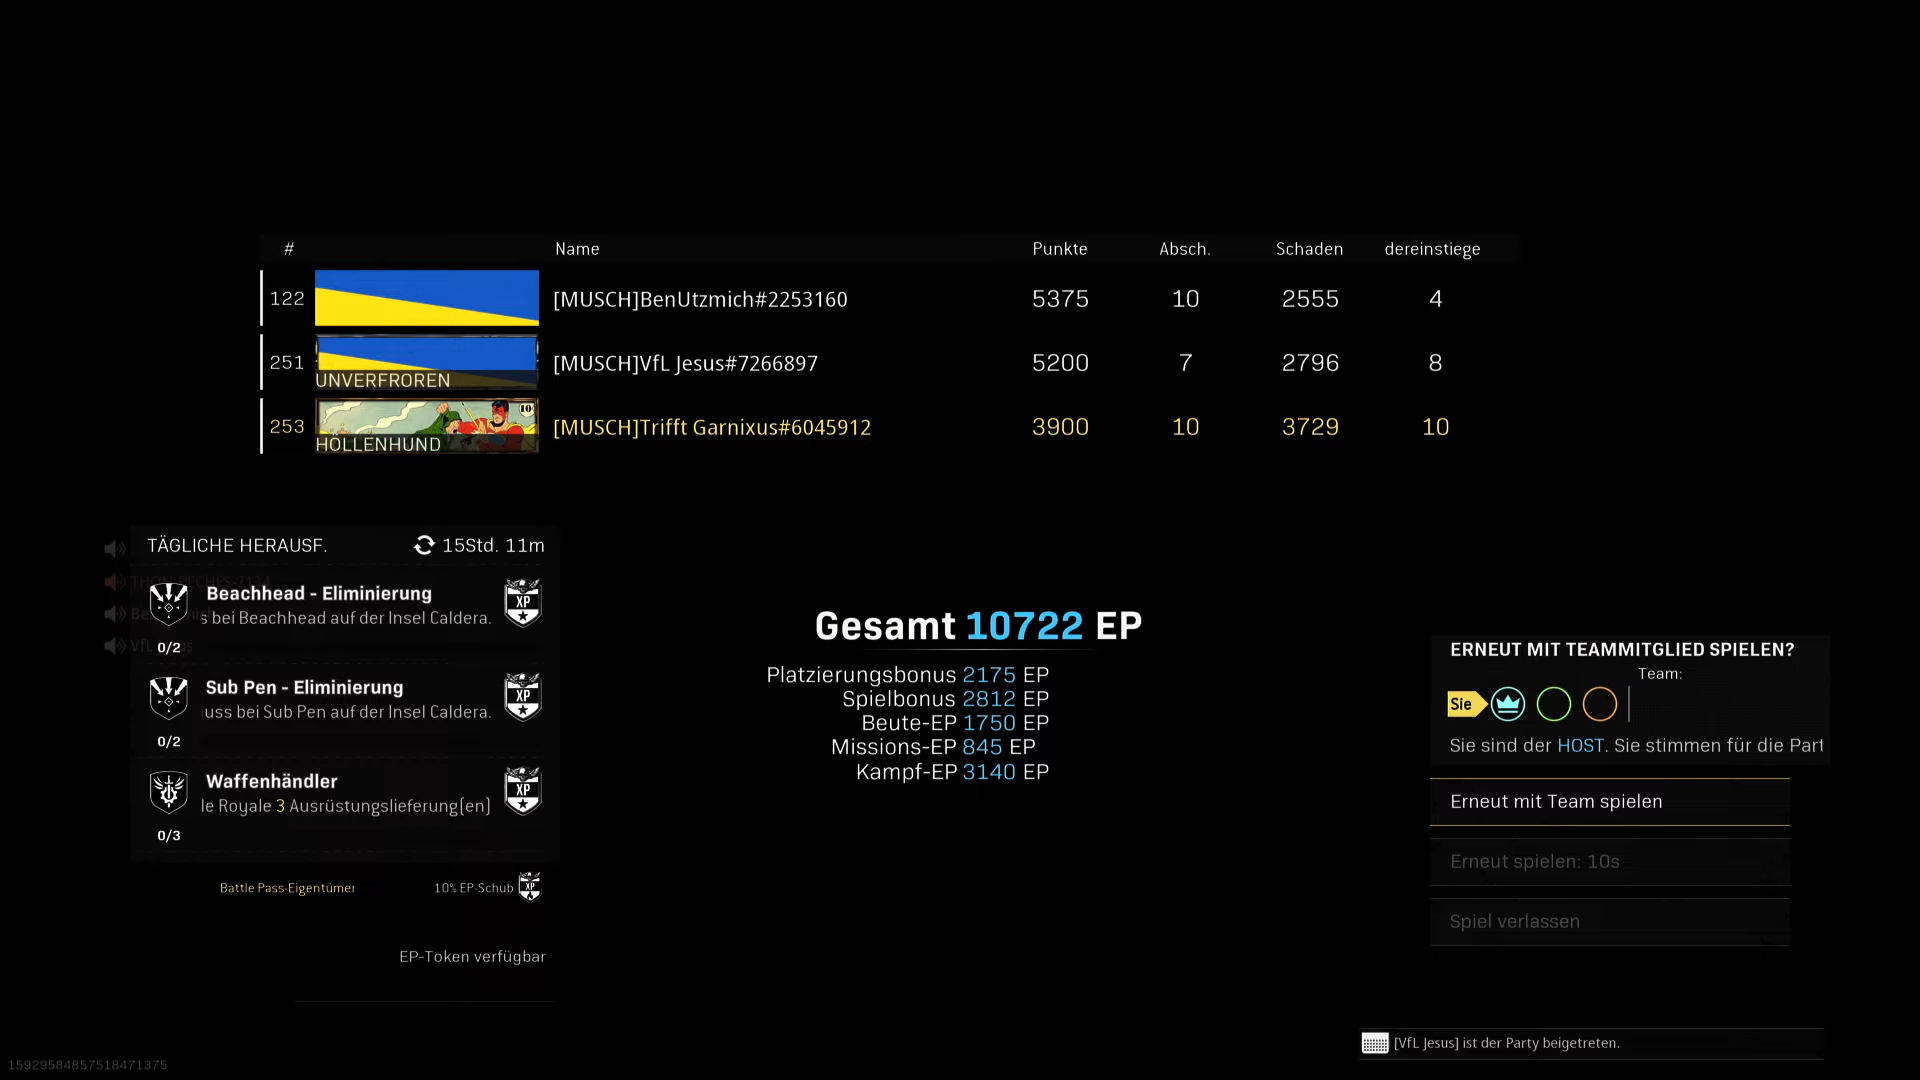 # Name Punkte Absch. Schaden dereinstiege
122 [MUSCH]BenUtzmich#2253160 5375 10 2555 4
251 UNVERFROREN [MUSCH]VfL Jesus#7266897 5200 7 2796 8
253 HÖLLENHUND [MUSCH]Trifft Garnixus#6045912 3900 10 3729 10
TÄGLICHE HERAUSF. 15Std. 11m
Beachhead - Eliminierung
s bei Beachhead auf der Insel Caldera.
XP
0/2
Sub Pen - Eliminierung
uss bei Sub Pen auf der Insel Caldera.
XP
0/2
Waffenhändler
le Royale 3 Ausrüstungslieferung(en)
XP
0/3
Battle Pass-Eigentümer 10% EP-Schub XP
EP-Token verfügbar
Gesamt 10722 EP
Platzierungsbonus 2175 EP
Spielbonus 2812 EP
Beute-EP 1750 EP
Missions-EP 845 EP
Kampf-EP 3140 EP
ERNEUT MIT TEAMMITGLIED SPIELEN?
Team:
Sie
Sie sind der HOST. Sie stimmen für die Part
Erneut mit Team spielen
Erneut spielen: 10s
Spiel verlassen
[VfL Jesus] ist der Party beigetreten.
15929584857518471375